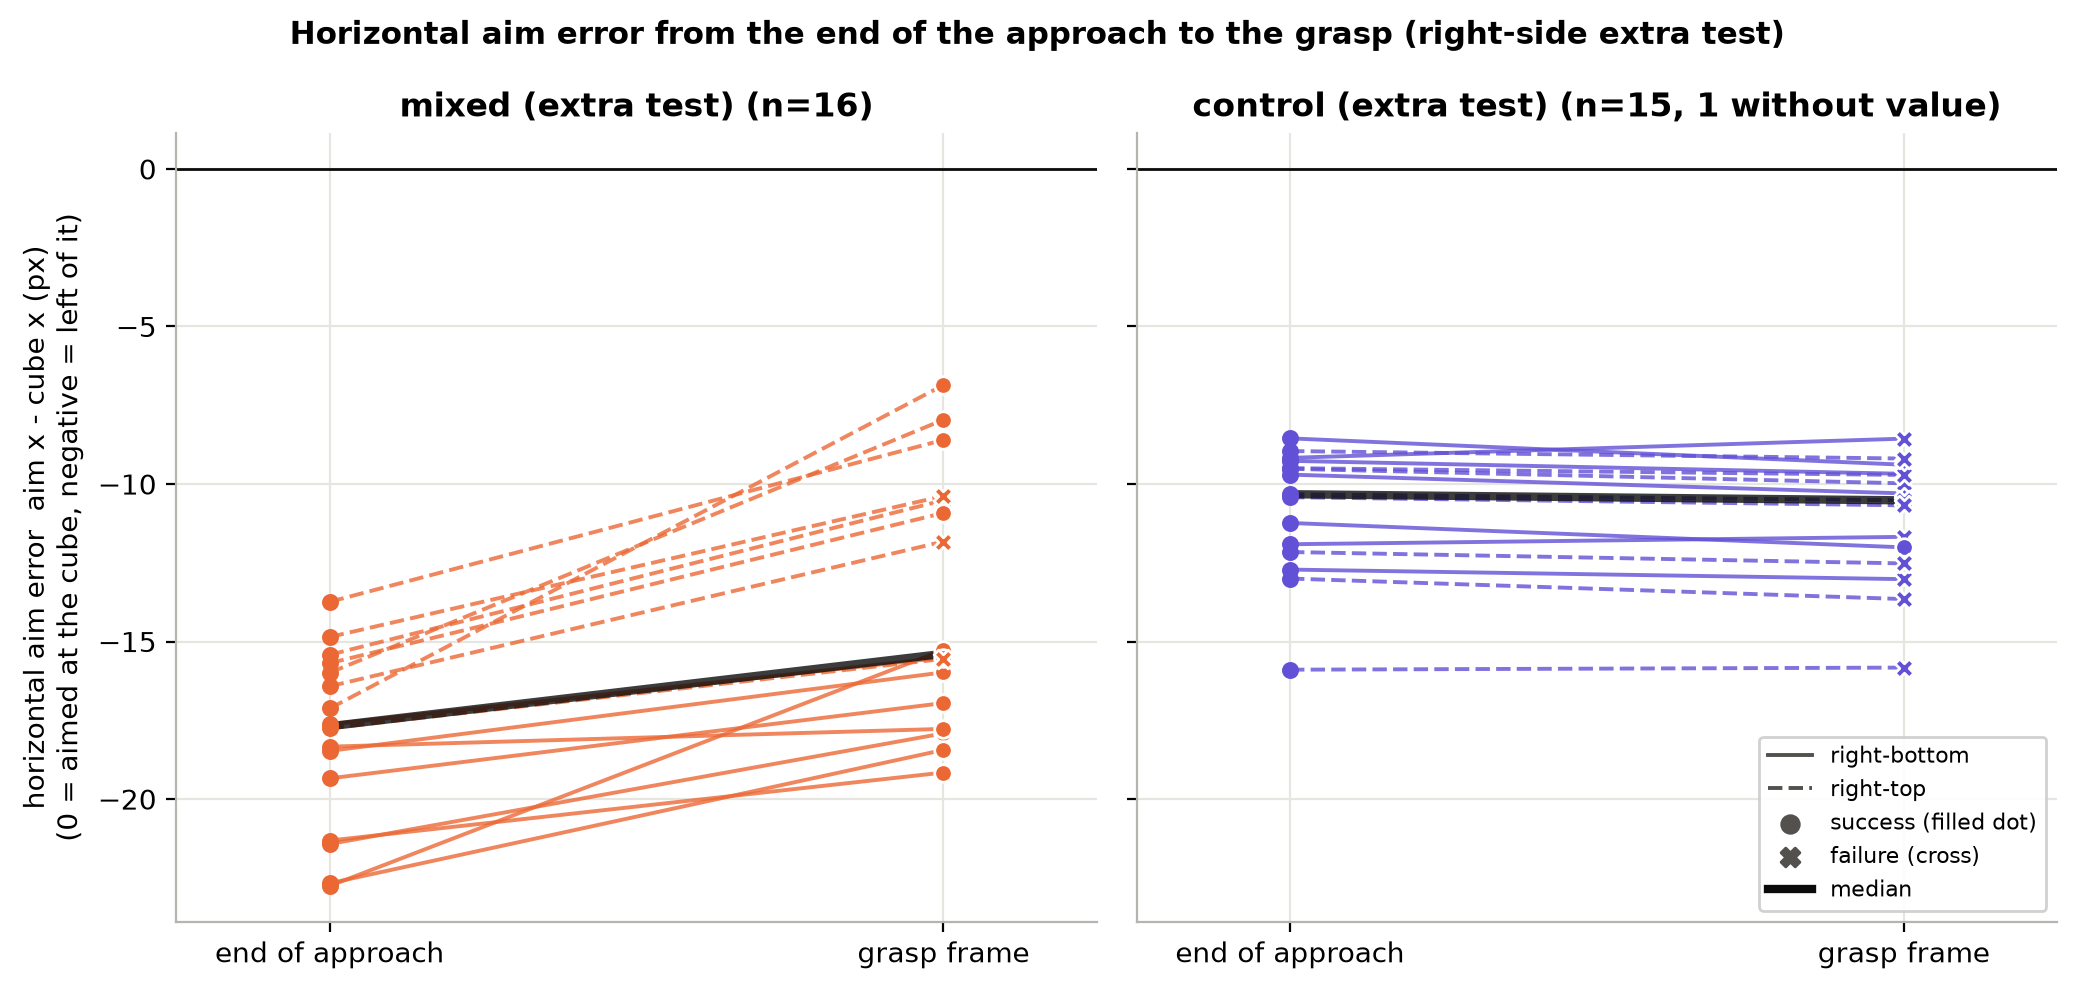 Horizontal aim error from the end of the approach to the grasp (right-side extra test)
mixed (extra test) (n=16)
control (extra test) (n=15, 1 without value)
horizontal aim error  aim x - cube x (px)
(0 = aimed at the cube, negative = left of it)
0
−5
−10
−15
−20
end of approach
grasp frame
end of approach
grasp frame
right-bottom
right-top
success (filled dot)
failure (cross)
median